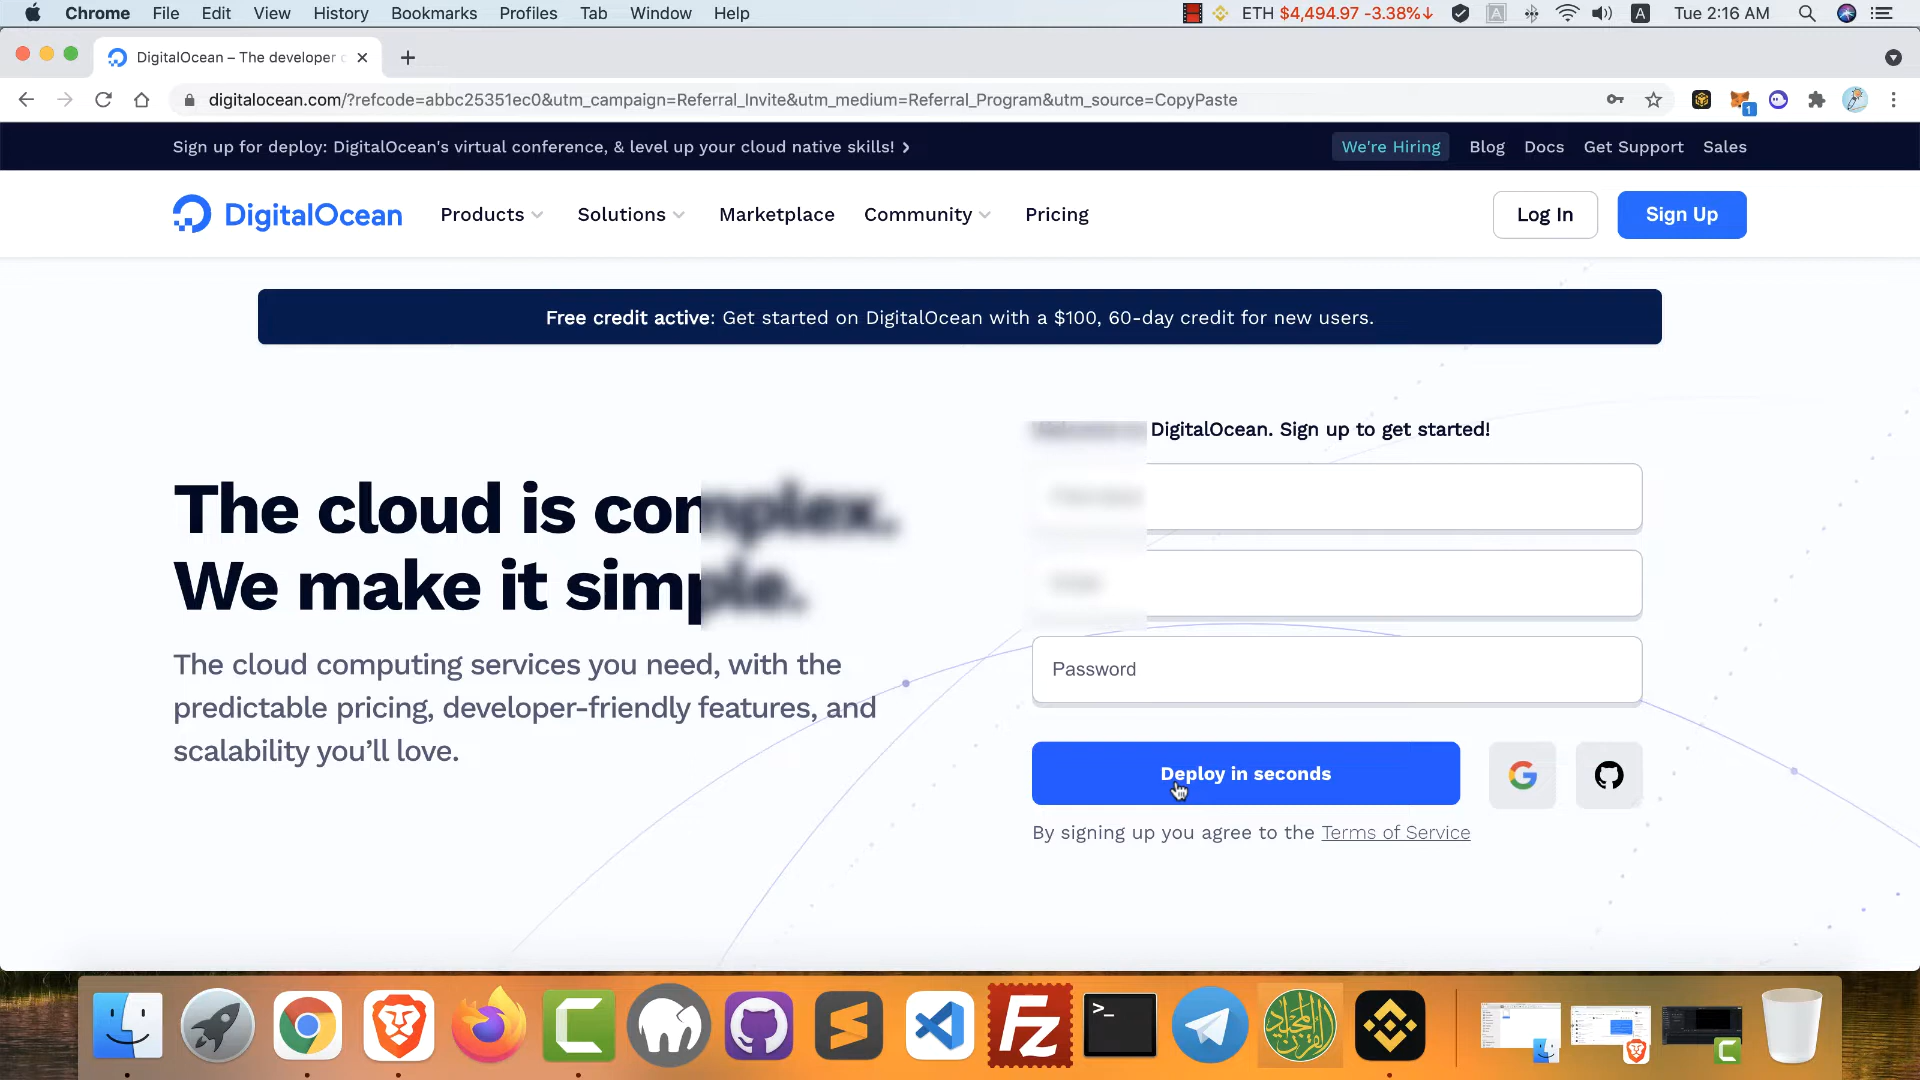 Chrome File Edit View History Bookmarks Profiles Tab Window Help
ETH $4,494.97 -3.38%↓ A A Tue 2:16 AM
DigitalOcean – The developer c
digitalocean.com/?refcode=abbc25351ec0&utm_campaign=Referral_Invite&utm_medium=Referral_Program&utm_source=CopyPaste
1
Sign up for deploy: DigitalOcean's virtual conference, & level up your cloud native skills! ›
We're Hiring Blog Docs Get Support Sales
DigitalOcean Products Solutions Marketplace Community Pricing Log In Sign Up
Free credit active: Get started on DigitalOcean with a $100, 60-day credit for new users.
DigitalOcean. Sign up to get started!
The cloud is complex.
We make it simple.
The cloud computing services you need, with the
predictable pricing, developer-friendly features, and
scalability you’ll love.
Password
Deploy in seconds
By signing up you agree to the Terms of Service